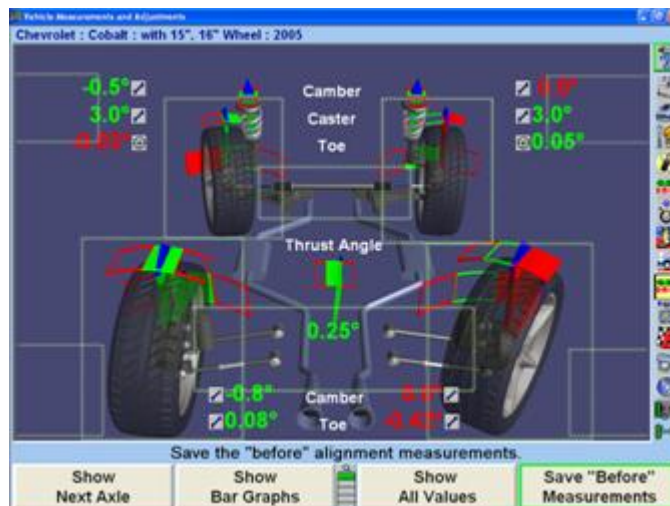 Vehicle Measurements and Adjustments
Chevrolet : Cobalt : with 15", 16" Wheel : 2005
-0.5° Camber
3.0° Caster 3.0°
Toe 0.05°
Thrust Angle
0.25°
-0.8° Camber
0.08° Toe
Save the "before" alignment measurements.
Show Show Show Save "Before"
Next Axle Bar Graphs All Values Measurements